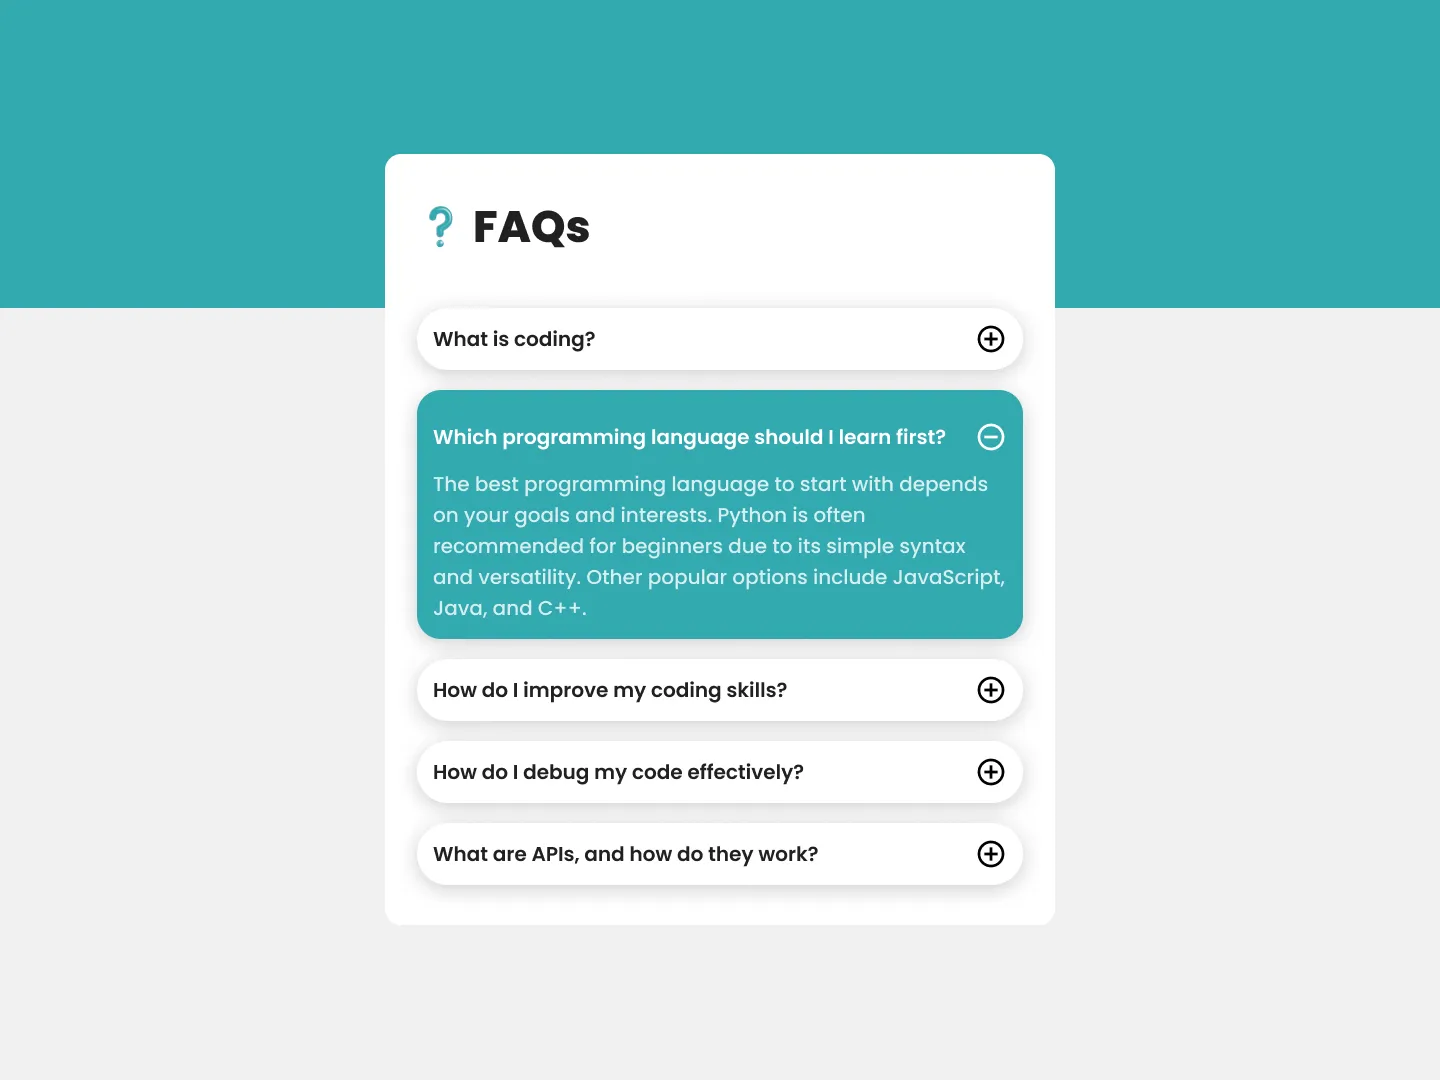 FAQs
What is coding?
Which programming language should I learn first?
The best programming language to start with depends
on your goals and interests. Python is often
recommended for beginners due to its simple syntax
and versatility. Other popular options include JavaScript,
Java, and C++.
How do I improve my coding skills?
How do I debug my code effectively?
What are APIs, and how do they work?